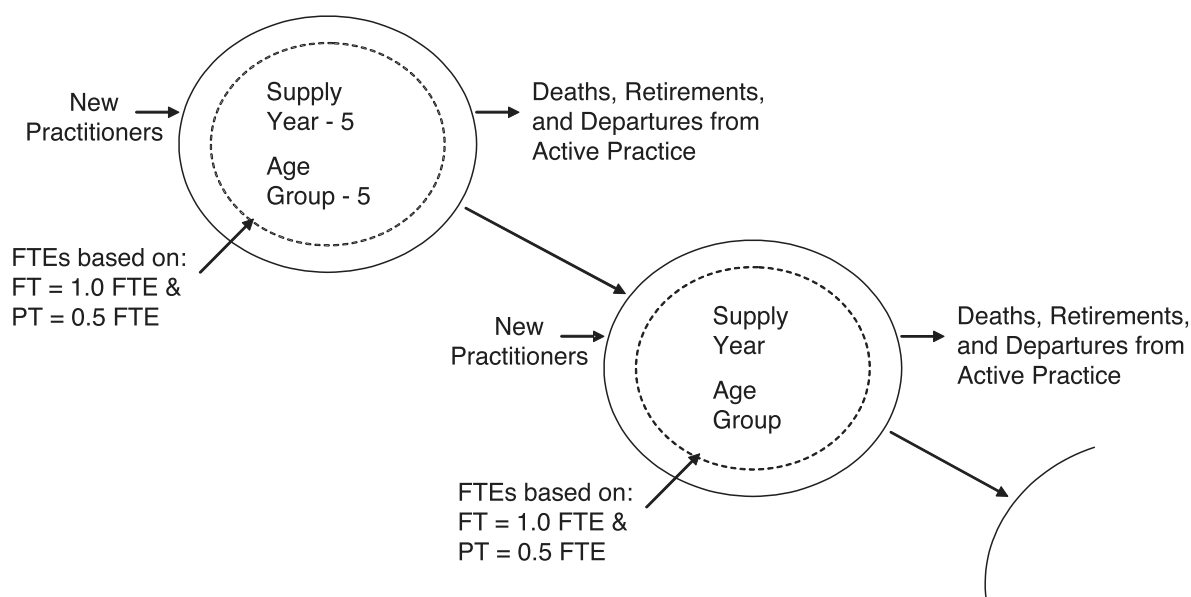 New
Practitioners
Supply
Year - 5
Age
Group - 5
Deaths, Retirements,
and Departures from
Active Practice
FTEs based on:
FT = 1.0 FTE &
PT = 0.5 FTE
New
Practitioners
Supply
Year
Age
Group
Deaths, Retirements,
and Departures from
Active Practice
FTEs based on:
FT = 1.0 FTE &
PT = 0.5 FTE